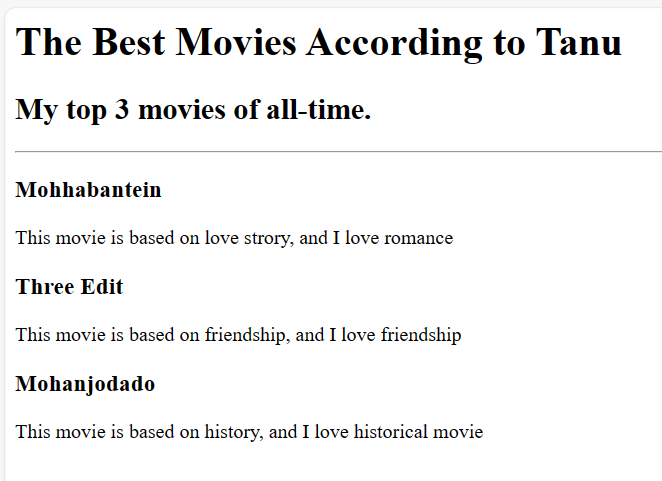 The Best Movies According to Tanu
My top 3 movies of all-time.
Mohhabantein
This movie is based on love strory, and I love romance
Three Edit
This movie is based on friendship, and I love friendship
Mohanjodado
This movie is based on history, and I love historical movie